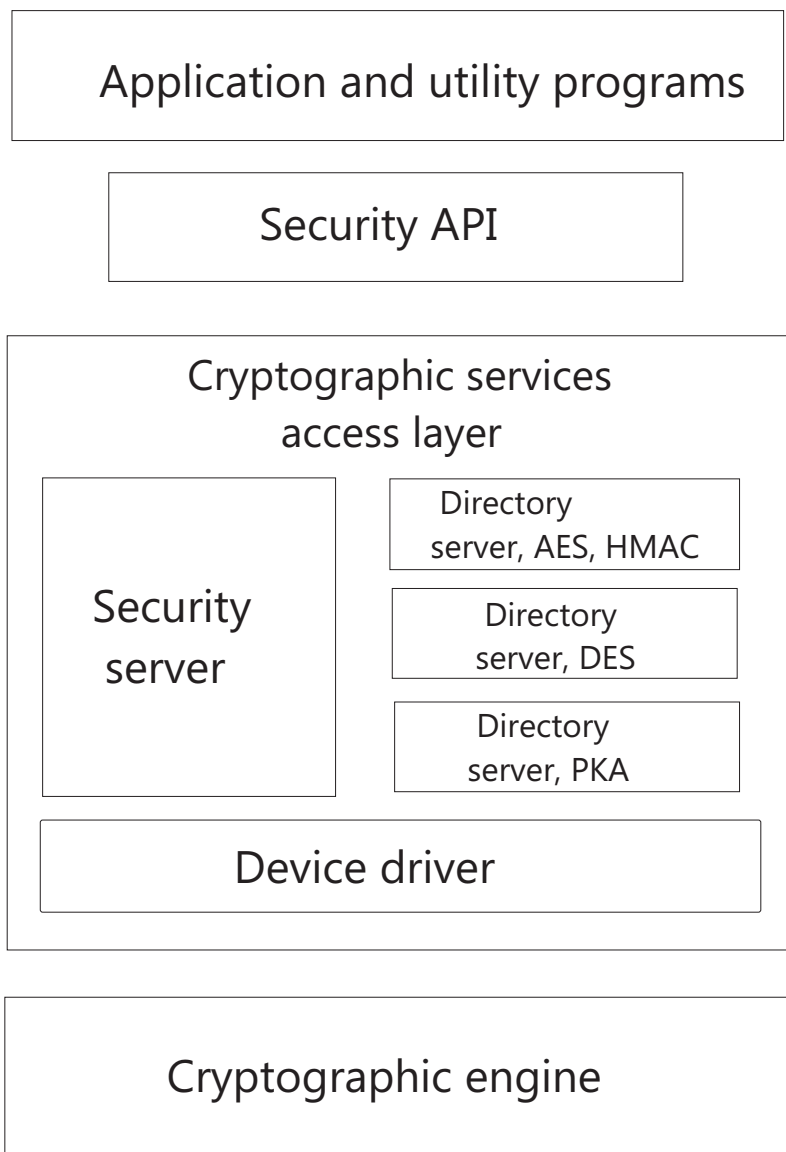 Application and utility programs
Security API
Cryptographic services
access layer
Security
server
Directory
server, AES, HMAC
Directory
server, DES
Directory
server, PKA
Device driver
Cryptographic engine